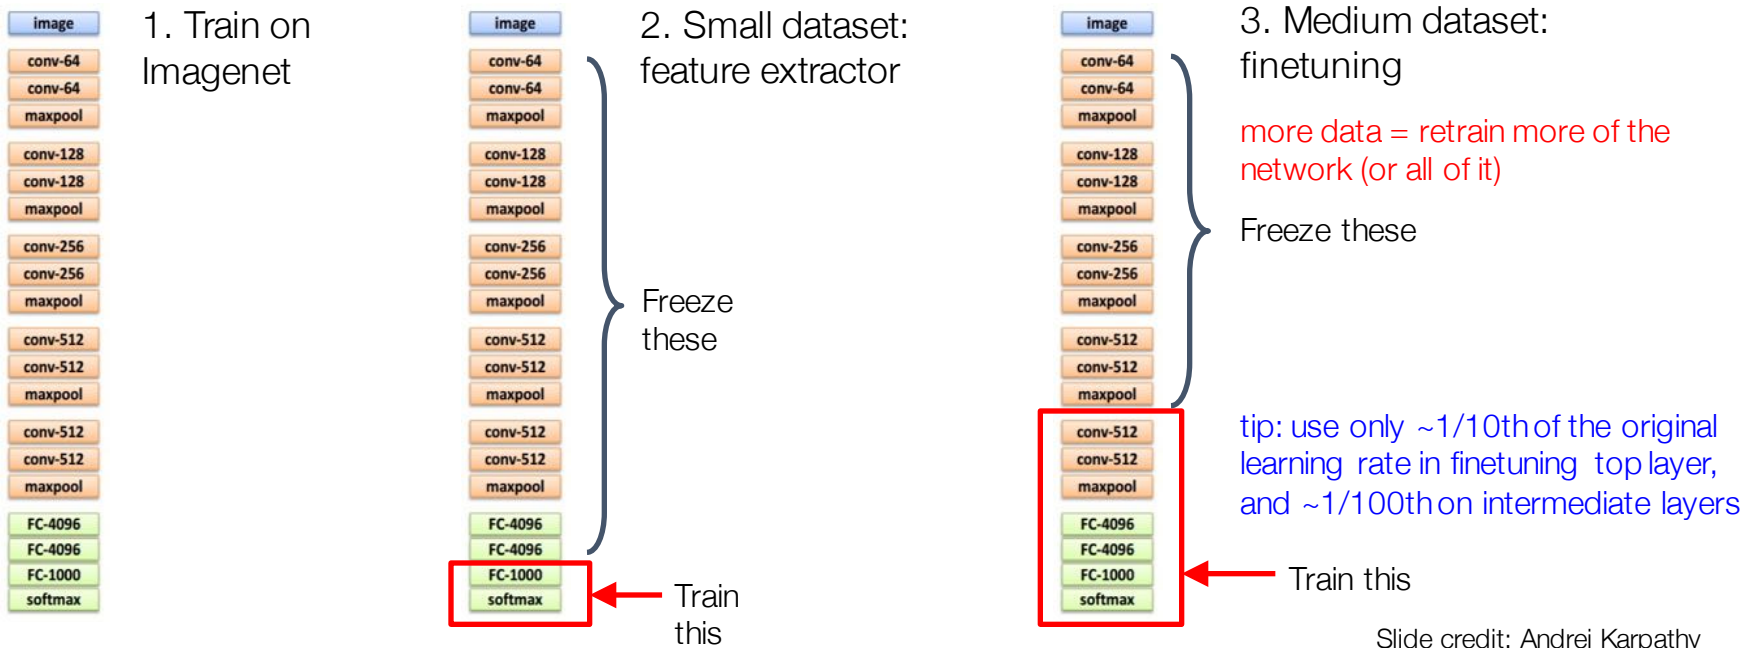 image
conv-64
conv-64
maxpool
conv-128
conv-128
maxpool
conv-256
conv-256
maxpool
conv-512
conv-512
maxpool
conv-512
conv-512
maxpool
FC-4096
FC-4096
FC-1000
softmax
1. Train on
Imagenet
image
conv-64
conv-64
maxpool
conv-128
conv-128
maxpool
conv-256
conv-256
maxpool
conv-512
conv-512
maxpool
conv-512
conv-512
maxpool
FC-4096
FC-4096
FC-1000
softmax
2. Small dataset:
feature extractor
Freeze
these
Train
this
image
conv-64
conv-64
maxpool
conv-128
conv-128
maxpool
conv-256
conv-256
maxpool
conv-512
conv-512
maxpool
conv-512
conv-512
maxpool
FC-4096
FC-4096
FC-1000
softmax
3. Medium dataset:
finetuning
more data = retrain more of the
network (or all of it)
Freeze these
tip: use only ~1/10th of the original
learning rate in finetuning top layer,
and ~1/100th on intermediate layers
Train this
Slide credit: Andrej Karpathy